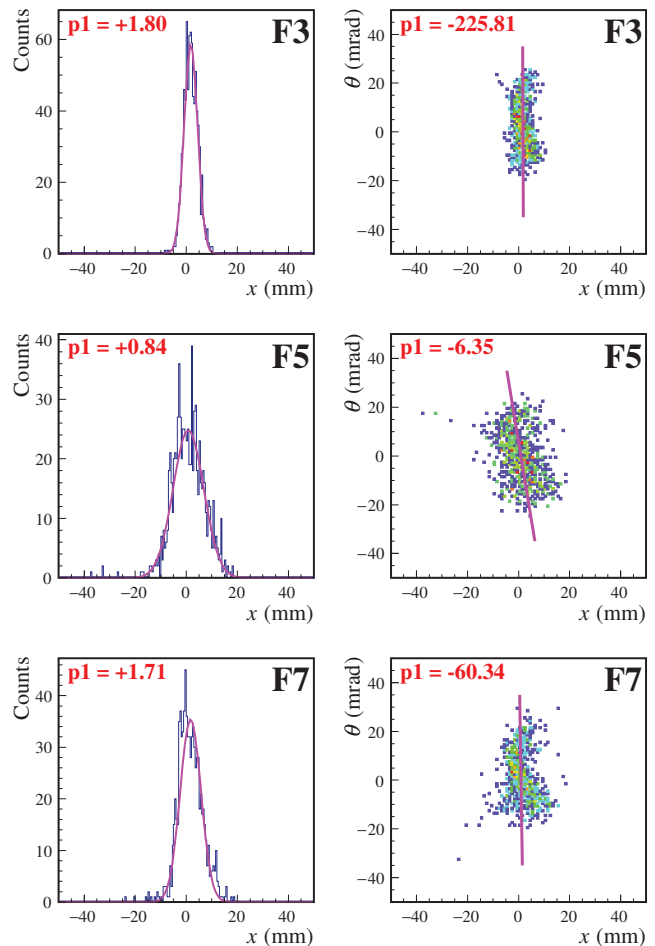 p1 = +1.80
F3
Counts
60
40
20
0
−40 −20 0 20 40
x (mm)
p1 = -225.81
F3
θ (mrad)
40
20
0
−20
−40
−40 −20 0 20 40
x (mm)
p1 = +0.84
F5
Counts
40
30
20
10
0
−40 −20 0 20 40
x (mm)
p1 = -6.35
F5
θ (mrad)
40
20
0
−20
−40
−40 −20 0 20 40
x (mm)
p1 = +1.71
F7
Counts
40
30
20
10
0
−40 −20 0 20 40
x (mm)
p1 = -60.34
F7
θ (mrad)
40
20
0
−20
−40
−40 −20 0 20 40
x (mm)